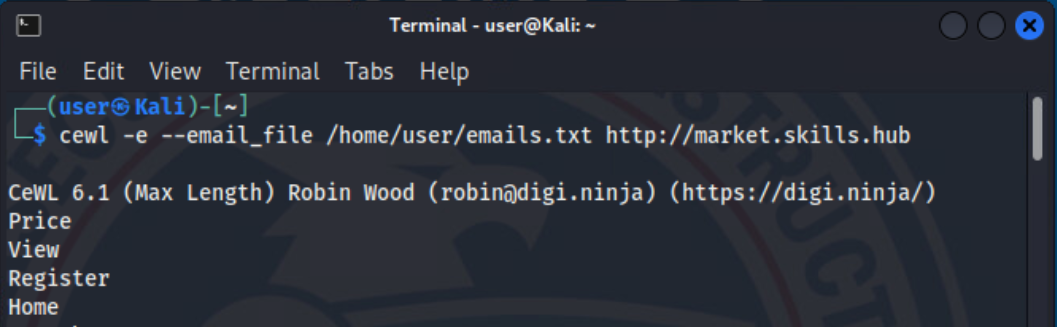 Terminal - user@Kali: ~
File Edit View Terminal Tabs Help
┌──(user㉿Kali)-[~]
└─$ cewl -e --email_file /home/user/emails.txt http://market.skills.hub
CeWL 6.1 (Max Length) Robin Wood (robin@digi.ninja) (https://digi.ninja/)
Price
View
Register
Home